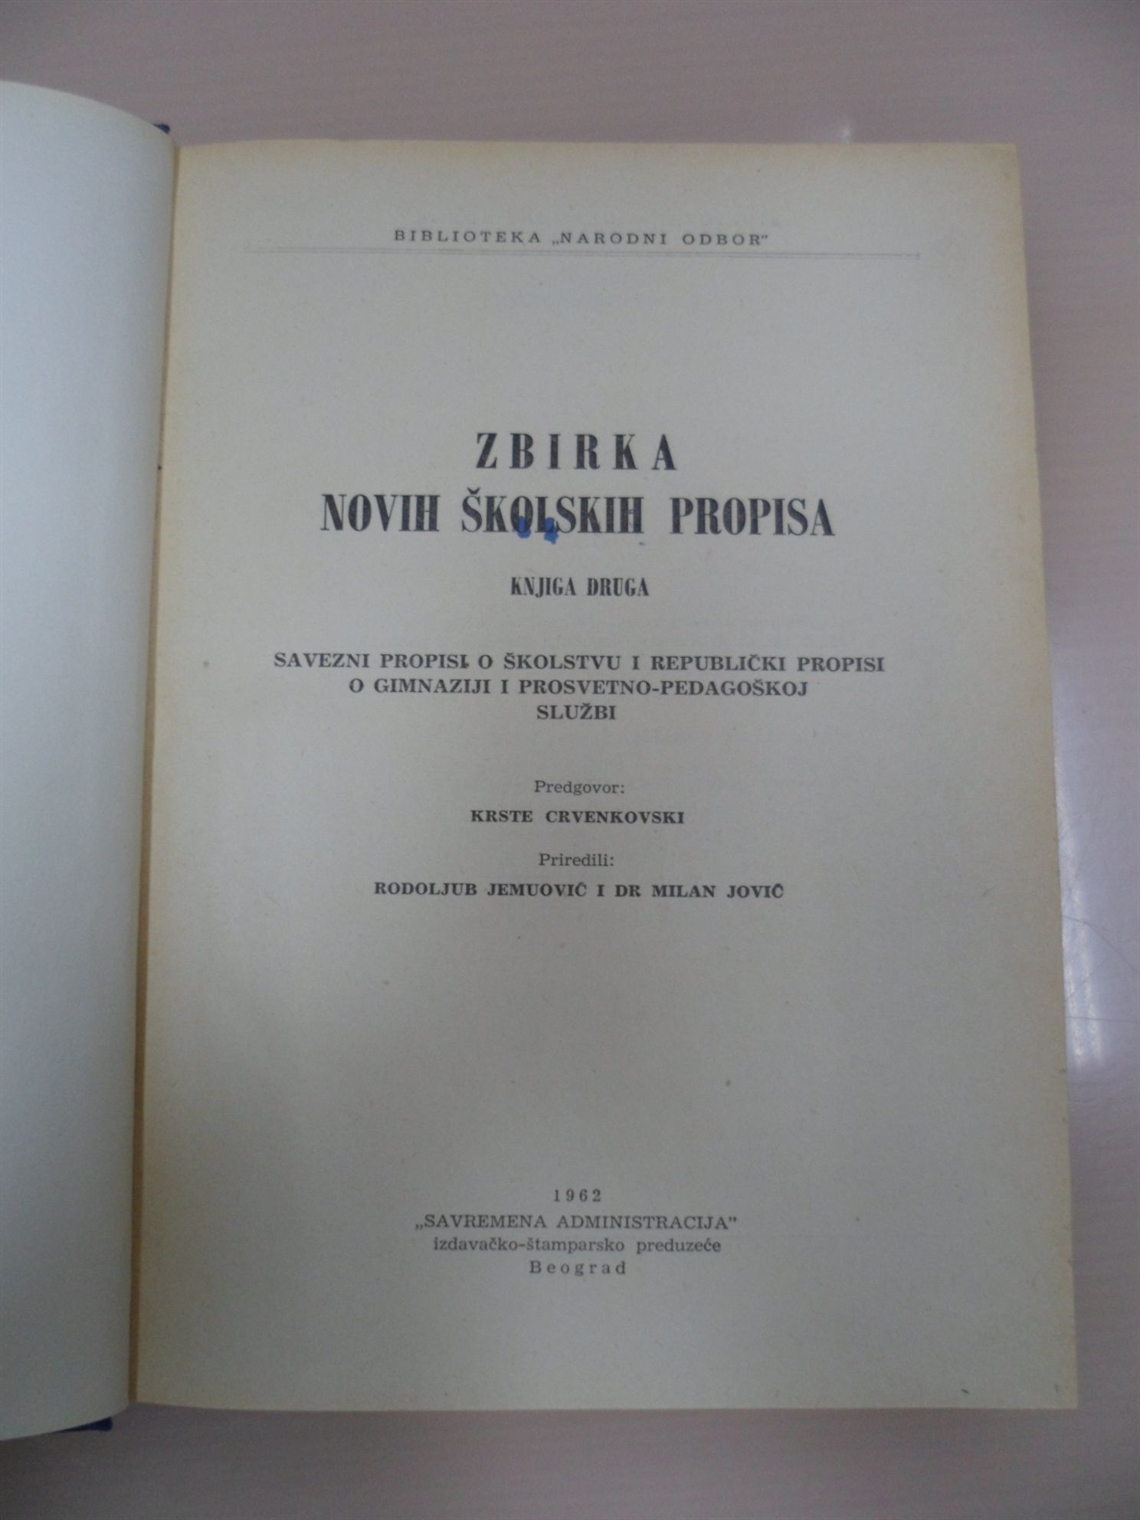 BIBLIOTEKA „NARODNI ODBOR"
ZBIRKA
NOVIH ŠKOLSKIH PROPISA
KNJIGA DRUGA
SAVEZNI PROPISI O ŠKOLSTVU I REPUBLIČKI PROPISI
O GIMNAZIJI I PROSVETNO-PEDAGOŠKOJ
SLUŽBI
Predgovor:
KRSTE CRVENKOVSKI
Priredili:
RODOLJUB JEMUOVIĆ I DR MILAN JOVIĆ
1962
„SAVREMENA ADMINISTRACIJA"
izdavačko-štamparsko preduzeće
Beograd